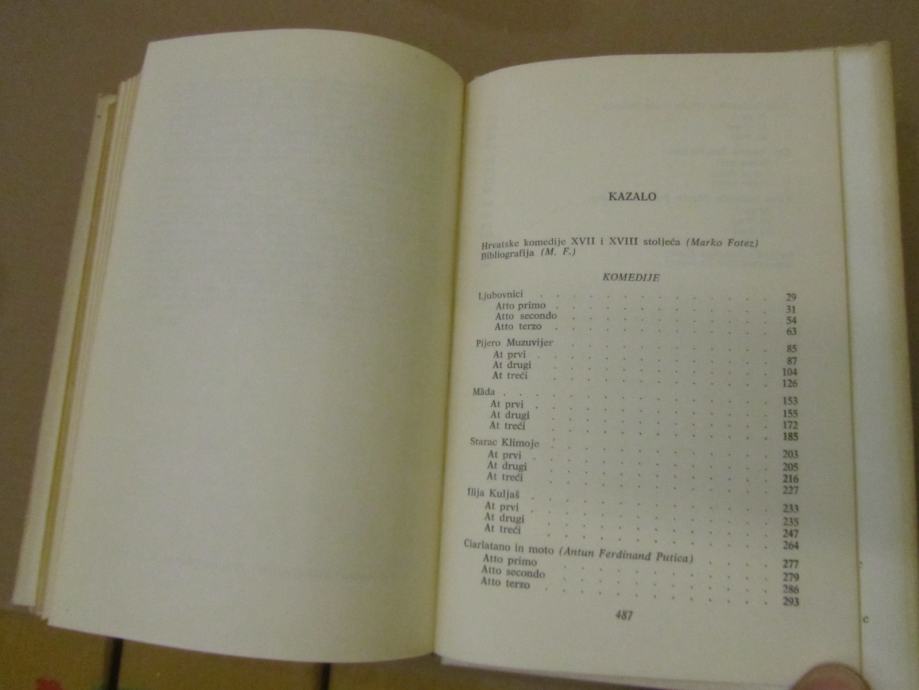 KAZALO
Hrvatske komedije XVII i XVIII stoljeća (Marko Fotez)
Bibliografija (M. F.)
KOMEDIJE
Ljubovnici . . . . . . . . . . . . 29
Atto primo . . . . . . . . . . . . 31
Atto secondo . . . . . . . . . . . . 54
Atto terzo . . . . . . . . . . . . 63
Pijero Muzuvijer . . . . . . . . . . . . 85
At prvi . . . . . . . . . . . . 87
At drugi . . . . . . . . . . . . 104
At treći . . . . . . . . . . . . 126
Mâda . . . . . . . . . . . . 153
At prvi . . . . . . . . . . . . 155
At drugi . . . . . . . . . . . . 172
At treći . . . . . . . . . . . . 185
Starac Klimoje . . . . . . . . . . . . 203
At prvi . . . . . . . . . . . . 205
At drugi . . . . . . . . . . . . 216
At treći . . . . . . . . . . . . 227
Ilija Kuljaš . . . . . . . . . . . . 233
At prvi . . . . . . . . . . . . 235
At drugi . . . . . . . . . . . . 247
At treći . . . . . . . . . . . . 264
Ciarlatano in moto (Antun Ferdinand Putica) 277
Atto primo . . . . . . . . . . . . 279
Atto secondo . . . . . . . . . . . . 286
Atto terzo . . . . . . . . . . . . 293
487